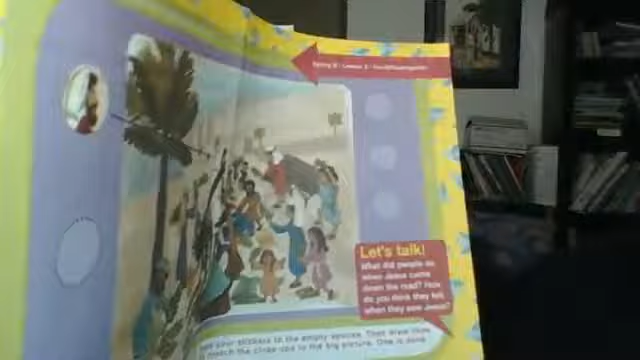 Let's talk!
What did people do
when Jesus came
down the road? How
do you think they felt
when they saw Jesus?
your stickers to the empty spaces. Then draw lines
match the close-ups to the big picture. One is done